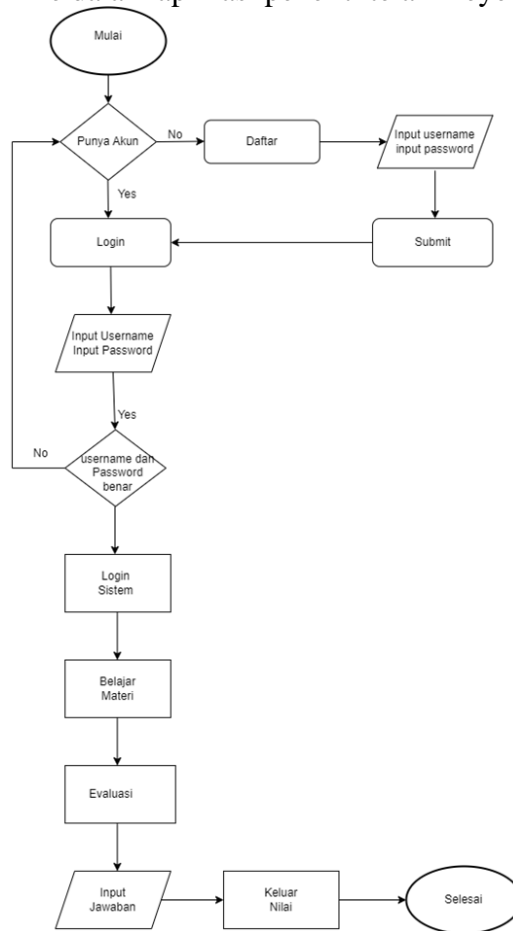 Mulai
Punya Akun
No
Daftar
Input username
input password
Yes
Login
Submit
Input Username
Input Password
Yes
No
username dan
Password
benar
Login
Sistem
Belajar
Materi
Evaluasi
Input
Jawaban
Keluar
Nilai
Selesai